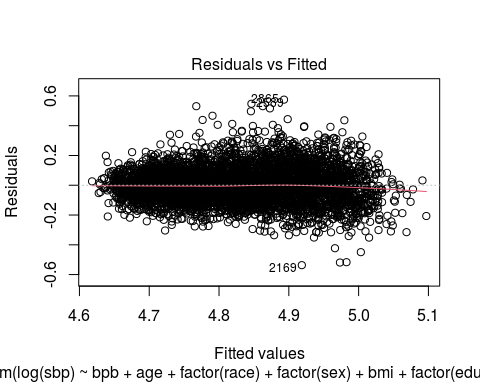 Residuals vs Fitted
0.6
0.2
-0.2
-0.6
Residuals
2865
2169
4.6 4.7 4.8 4.9 5.0 5.1
Fitted values
m(log(sbp) ~ bpb + age + factor(race) + factor(sex) + bmi + factor(edu